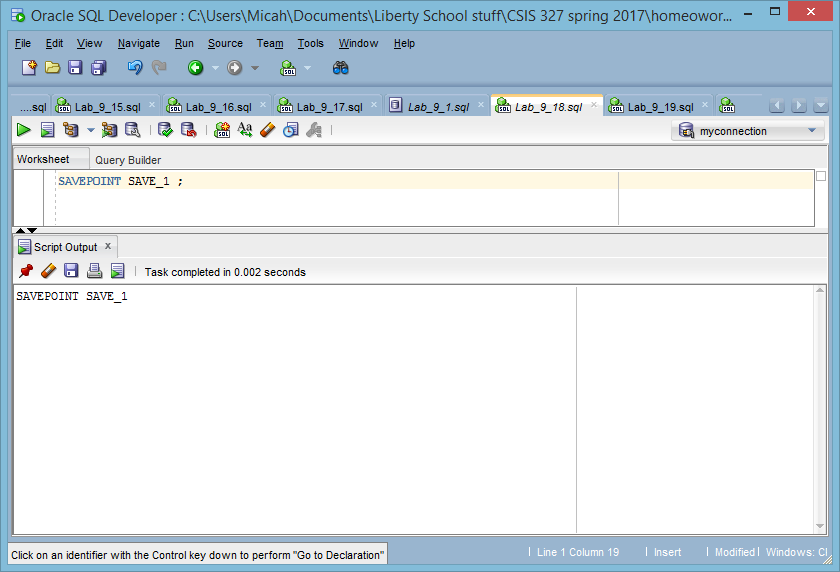 Oracle SQL Developer : C:\Users\Micah\Documents\Liberty School stuff\CSIS 327 spring 2017\homeowor...
File Edit View Navigate Run Source Team Tools Window Help
....sql Lab_9_15.sql Lab_9_16.sql Lab_9_17.sql Lab_9_1.sql Lab_9_18.sql Lab_9_19.sql
myconnection
Worksheet Query Builder
SAVEPOINT SAVE_1 ;
Script Output x
Task completed in 0.002 seconds
SAVEPOINT SAVE_1
Click on an identifier with the Control key down to perform "Go to Declaration" Line 1 Column 19 Insert Modified Windows: Cl